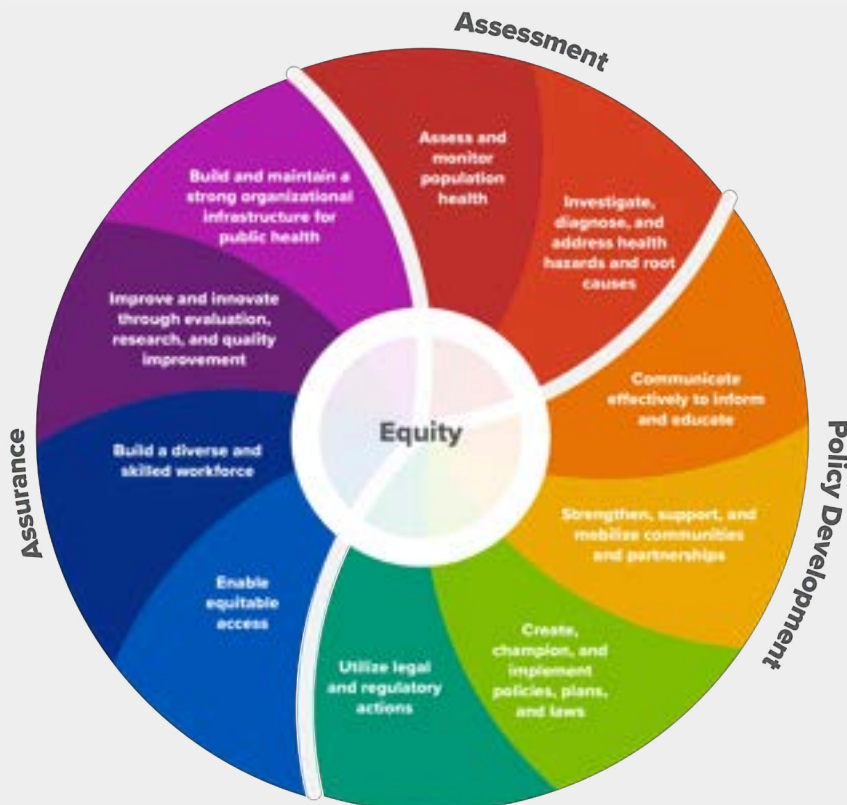 Assessment
Assess and
monitor
population
health
Investigate,
diagnose, and
address health
hazards and root
causes
Policy Development
Communicate
effectively to inform
and educate
Strengthen, support, and
mobilize communities
and partnerships
Create,
champion, and
implement
policies, plans,
and laws
Utilize legal
and regulatory
actions
Assurance
Enable
equitable
access
Build a diverse and
skilled workforce
Improve and innovate
through evaluation,
research, and quality
improvement
Build and maintain a
strong organizational
infrastructure for
public health
Equity